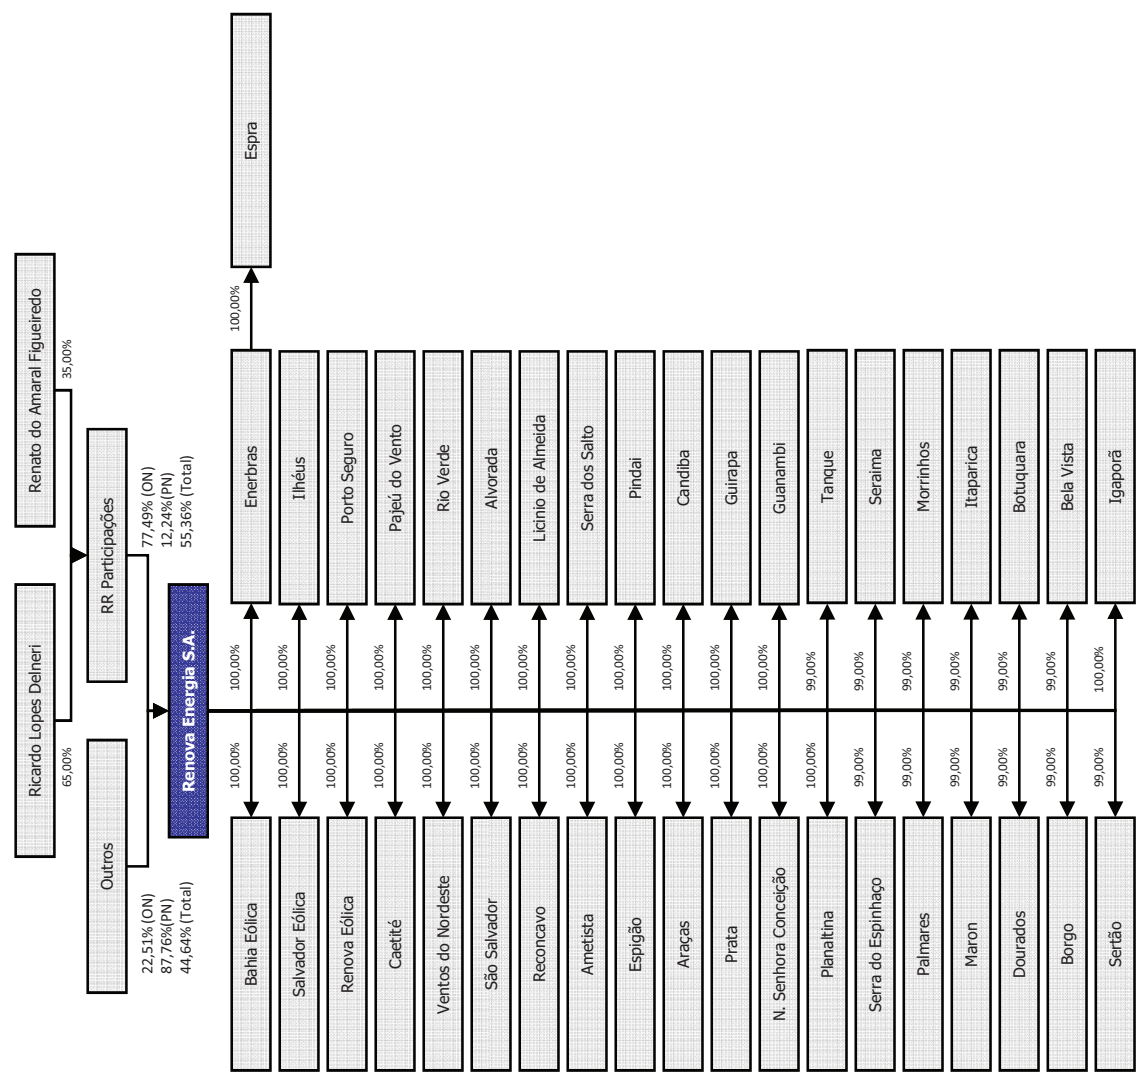 Ricardo Lopes Delneri
Renato do Amaral Figueiredo
65,00%
35,00%
Outros
RR Participações
22,51% (ON)
87,76%(PN)
44,64% (Total)
77,49% (ON)
12,24%(PN)
55,36% (Total)
Renova Energia S.A.
Bahia Eólica
100,00%
100,00%
Enerbras
100,00%
Espra
Salvador Eólica
100,00%
100,00%
Ilhéus
Renova Eólica
100,00%
100,00%
Porto Seguro
Caetité
100,00%
100,00%
Pajeú do Vento
Ventos do Nordeste
100,00%
100,00%
Rio Verde
São Salvador
100,00%
100,00%
Alvorada
Reconcavo
100,00%
100,00%
Licinio de Almeida
Ametista
100,00%
100,00%
Serra dos Salto
Espigão
100,00%
100,00%
Pindai
Araças
100,00%
100,00%
Candiba
Prata
100,00%
100,00%
Guirapa
N. Senhora Conceição
100,00%
100,00%
Guanambi
Planaltina
100,00%
99,00%
Tanque
Serra do Espinhaço
99,00%
99,00%
Seraima
Palmares
99,00%
99,00%
Morrinhos
Maron
99,00%
99,00%
Itaparica
Dourados
99,00%
99,00%
Botuquara
Borgo
99,00%
99,00%
Bela Vista
Sertão
99,00%
100,00%
Igaporã